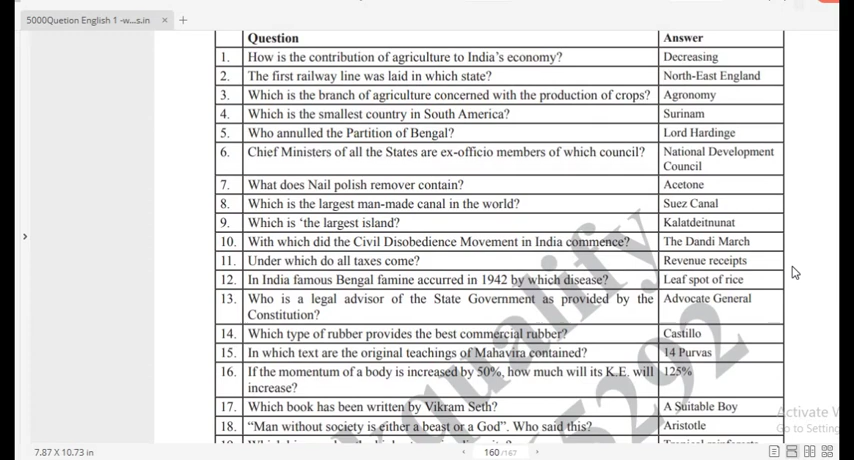 5000Quetion English 1 -w...s.in × +
Question Answer
1. How is the contribution of agriculture to India's economy? Decreasing
2. The first railway line was laid in which state? North-East England
3. Which is the branch of agriculture concerned with the production of crops? Agronomy
4. Which is the smallest country in South America? Surinam
5. Who annulled the Partition of Bengal? Lord Hardinge
6. Chief Ministers of all the States are ex-officio members of which council? National Development
Council
7. What does Nail polish remover contain? Acetone
8. Which is the largest man-made canal in the world? Suez Canal
9. Which is 'the largest island? Kalatdeitnunat
10. With which did the Civil Disobedience Movement in India commence? The Dandi March
11. Under which do all taxes come? Revenue receipts
12. In India famous Bengal famine accurred in 1942 by which disease? Leaf spot of rice
13. Who is a legal advisor of the State Government as provided by the Advocate General
Constitution?
14. Which type of rubber provides the best commercial rubber? Castillo
15. In which text are the original teachings of Mahavira contained? 14 Purvas
16. If the momentum of a body is increased by 50%, how much will its K.E. will 125%
increase?
17. Which book has been written by Vikram Seth? A Suitable Boy
18. "Man without society is either a beast or a God". Who said this? Aristotle
Activate
Go to Setting
7.87 X 10.73 in 160 /167